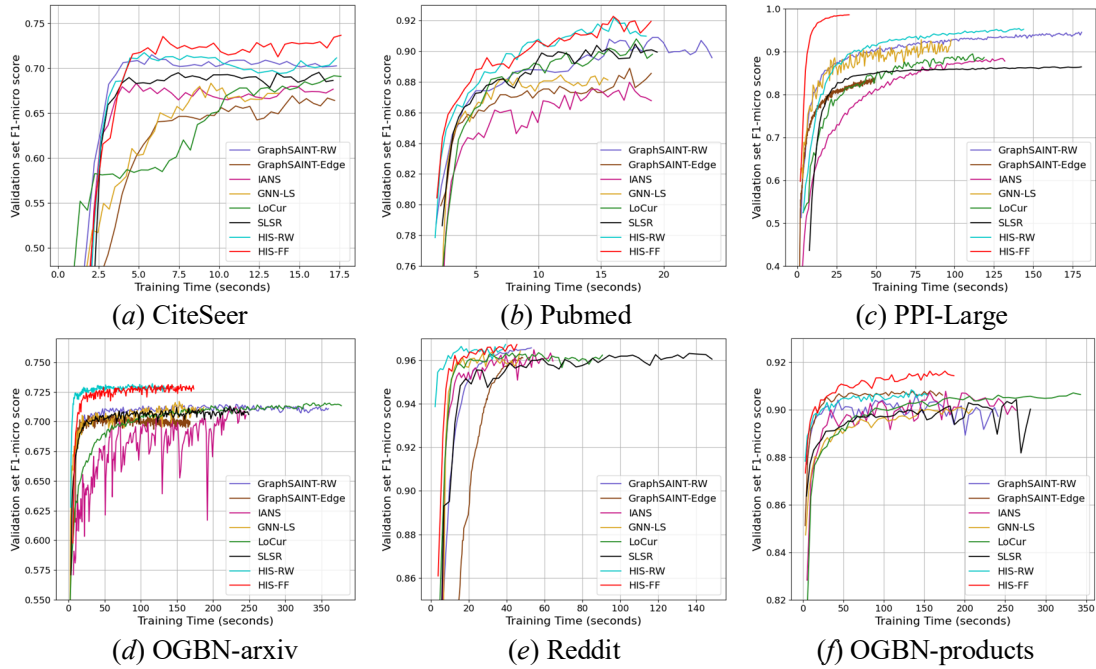 Validation set F1-micro score
0.75
0.70
0.65
0.60
0.55
0.50
0.0 2.5 5.0 7.5 10.0 12.5 15.0 17.5
Training Time (seconds)
GraphSAINT-RW
GraphSAINT-Edge
IANS
GNN-LS
LoCur
SLSR
HIS-RW
HIS-FF
(a) CiteSeer
Validation set F1-micro score
0.92
0.90
0.88
0.86
0.84
0.82
0.80
0.78
0.76
5 10 15 20
Training Time (seconds)
GraphSAINT-RW
GraphSAINT-Edge
IANS
GNN-LS
LoCur
SLSR
HIS-RW
HIS-FF
(b) Pubmed
Validation set F1-micro score
1.0
0.9
0.8
0.7
0.6
0.5
0.4
0 25 50 75 100 125 150 175
Training Time (seconds)
GraphSAINT-RW
GraphSAINT-Edge
IANS
GNN-LS
LoCur
SLSR
HIS-RW
HIS-FF
(c) PPI-Large
Validation set F1-micro score
0.750
0.725
0.700
0.675
0.650
0.625
0.600
0.575
0.550
0 50 100 150 200 250 300 350
Training Time (seconds)
GraphSAINT-RW
GraphSAINT-Edge
IANS
GNN-LS
LoCur
SLSR
HIS-RW
HIS-FF
(d) OGBN-arxiv
Validation set F1-micro score
0.96
0.94
0.92
0.90
0.88
0.86
0 20 40 60 80 100 120 140
Training Time (seconds)
GraphSAINT-RW
GraphSAINT-Edge
IANS
GNN-LS
LoCur
SLSR
HIS-RW
HIS-FF
(e) Reddit
Validation set F1-micro score
0.92
0.90
0.88
0.86
0.84
0.82
0 50 100 150 200 250 300 350
Training Time (seconds)
GraphSAINT-RW
GraphSAINT-Edge
IANS
GNN-LS
LoCur
SLSR
HIS-RW
HIS-FF
(f) OGBN-products